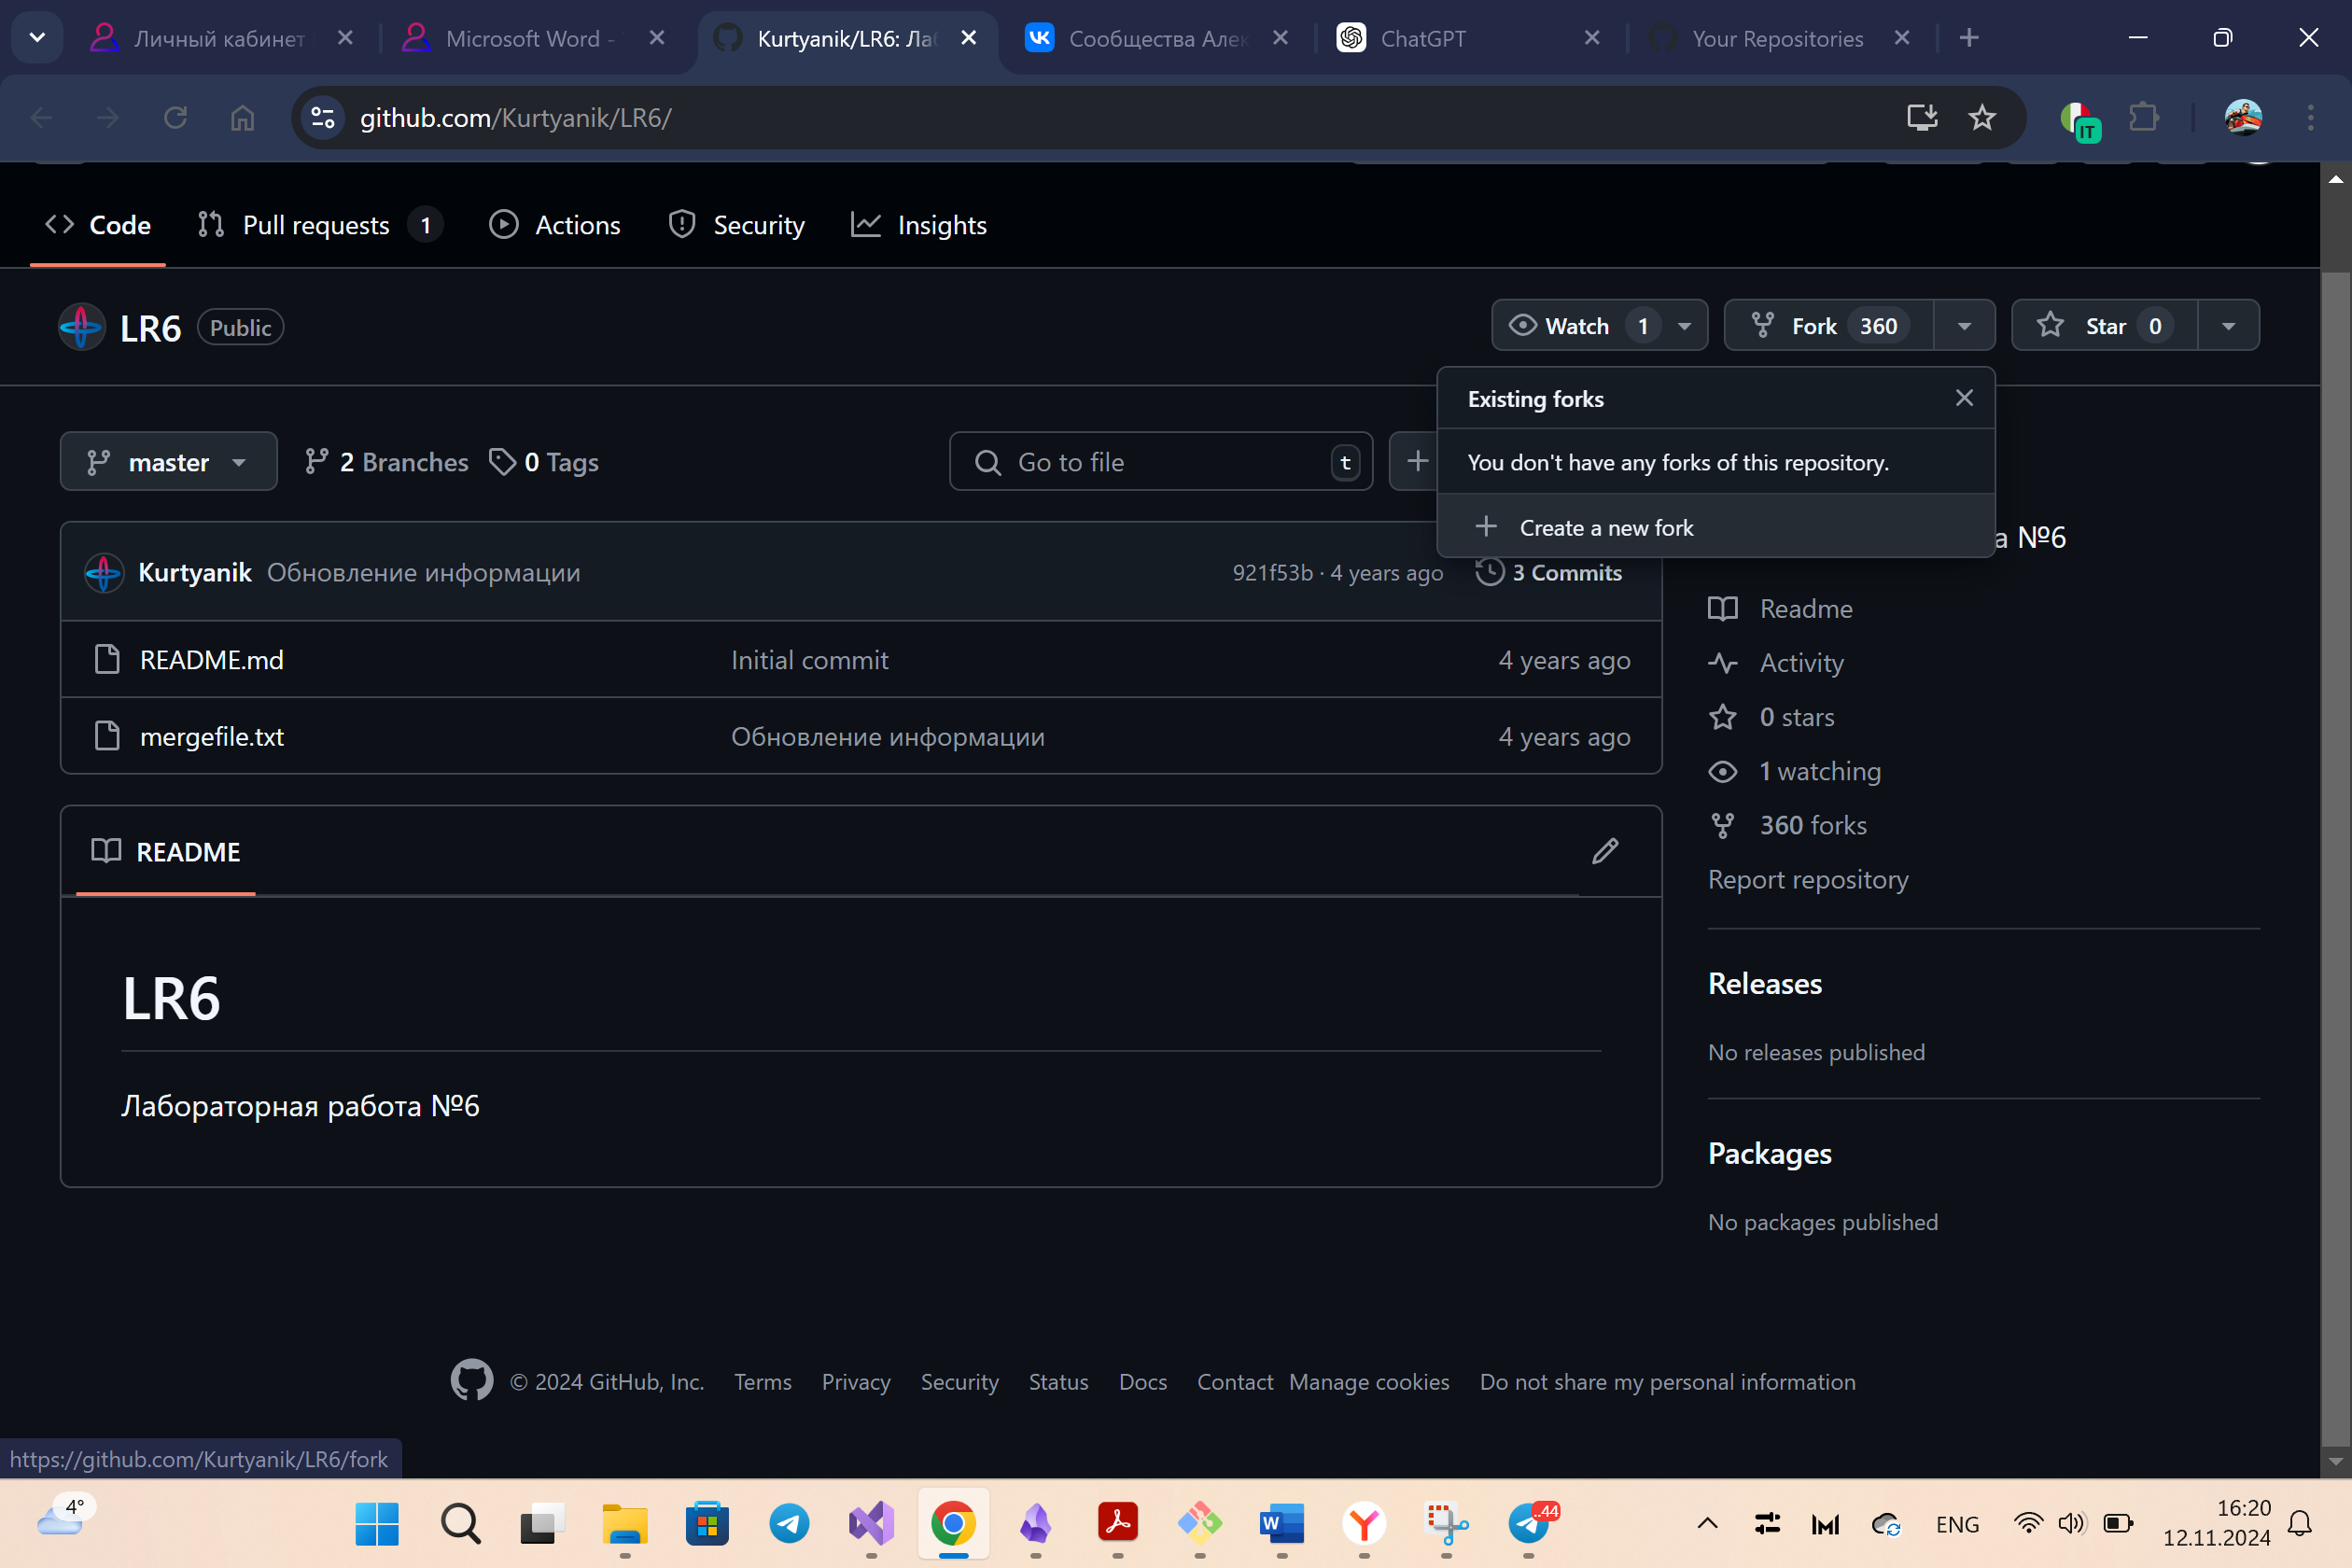 Личный кабинет
Microsoft Word -
Kurtyanik/LR6: Лаб
Сообщества Алек
ChatGPT
Your Repositories
github.com/Kurtyanik/LR6/
IT
Code
Pull requests 1
Actions
Security
Insights
LR6 Public
Watch 1
Fork 360
Star 0
Existing forks
You don't have any forks of this repository.
Create a new fork
master
2 Branches
0 Tags
Go to file t
а №6
Kurtyanik Обновление информации
921f53b · 4 years ago
3 Commits
README.md Initial commit 4 years ago
mergefile.txt Обновление информации 4 years ago
Readme
Activity
0 stars
1 watching
360 forks
Report repository
README
LR6
Лабораторная работа №6
Releases
No releases published
Packages
No packages published
© 2024 GitHub, Inc. Terms Privacy Security Status Docs Contact Manage cookies Do not share my personal information
https://github.com/Kurtyanik/LR6/fork
4°
..44
ENG
16:20
12.11.2024